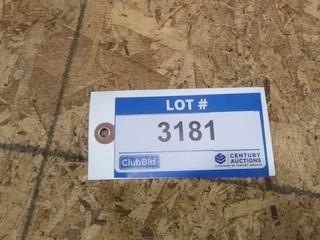 LOT #
3181
ClubBid
CENTURY
AUCTIONS